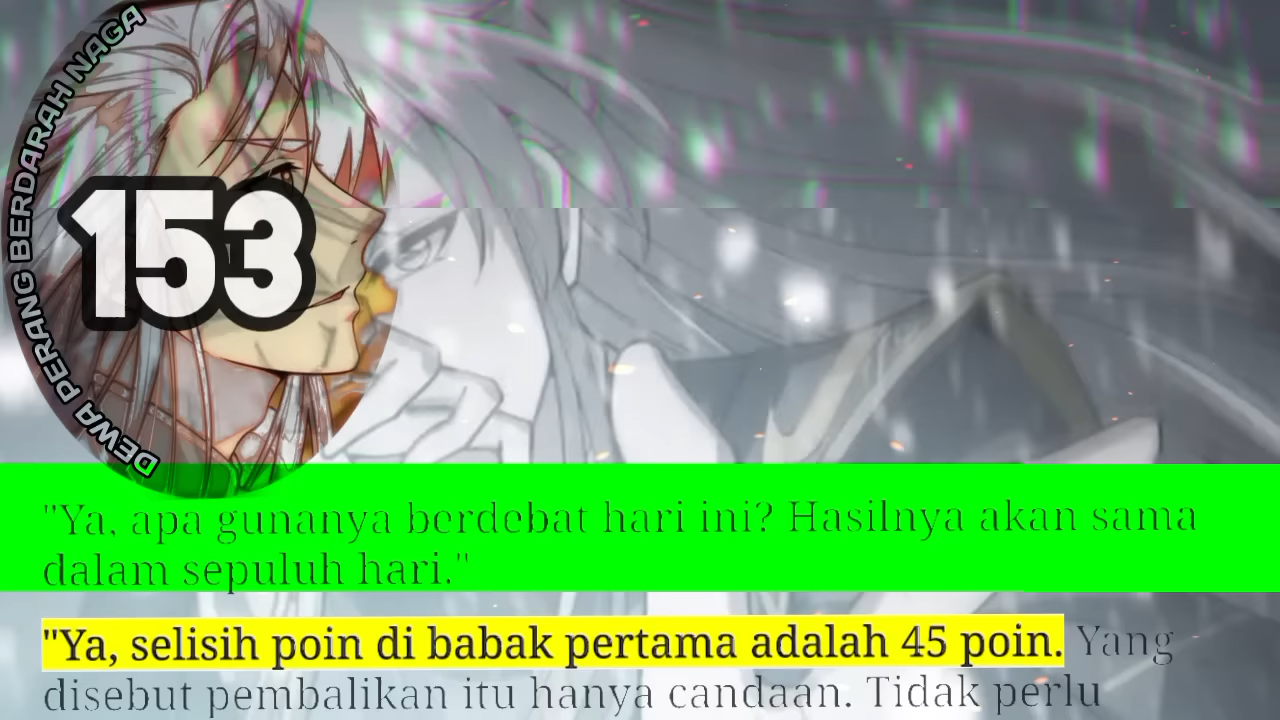 DEWA PERANG BERDARAH NAGA
153
"Ya, apa gunanya berdebat hari ini? Hasilnya akan sama
dalam sepuluh hari."
"Ya, selisih poin di babak pertama adalah 45 poin. Yang
disebut pembalikan itu hanya candaan. Tidak perlu